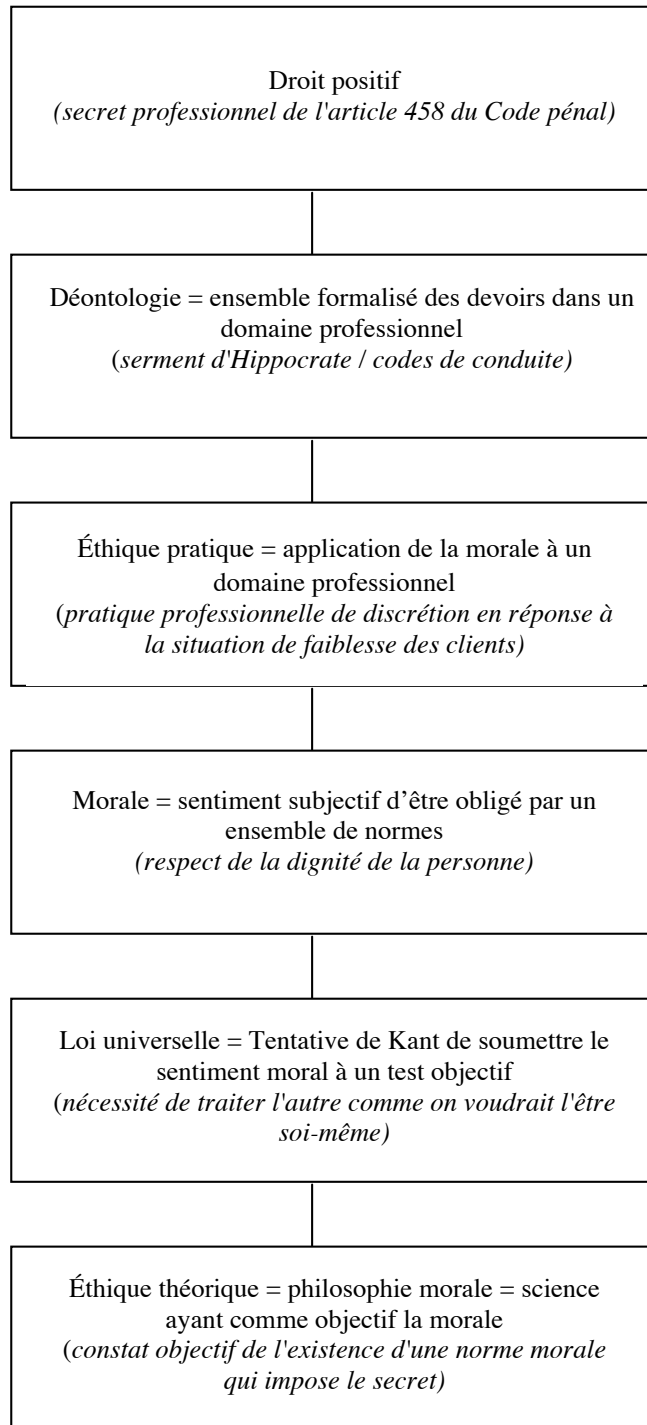 Droit positif
(secret professionnel de l'article 458 du Code pénal)
Déontologie = ensemble formalisé des devoirs dans un
domaine professionnel
(serment d'Hippocrate / codes de conduite)
Éthique pratique = application de la morale à un
domaine professionnel
(pratique professionnelle de discrétion en réponse à
la situation de faiblesse des clients)
Morale = sentiment subjectif d’être obligé par un
ensemble de normes
(respect de la dignité de la personne)
Loi universelle = Tentative de Kant de soumettre le
sentiment moral à un test objectif
(nécessité de traiter l'autre comme on voudrait l'être
soi-même)
Éthique théorique = philosophie morale = science
ayant comme objectif la morale
(constat objectif de l'existence d'une norme morale
qui impose le secret)